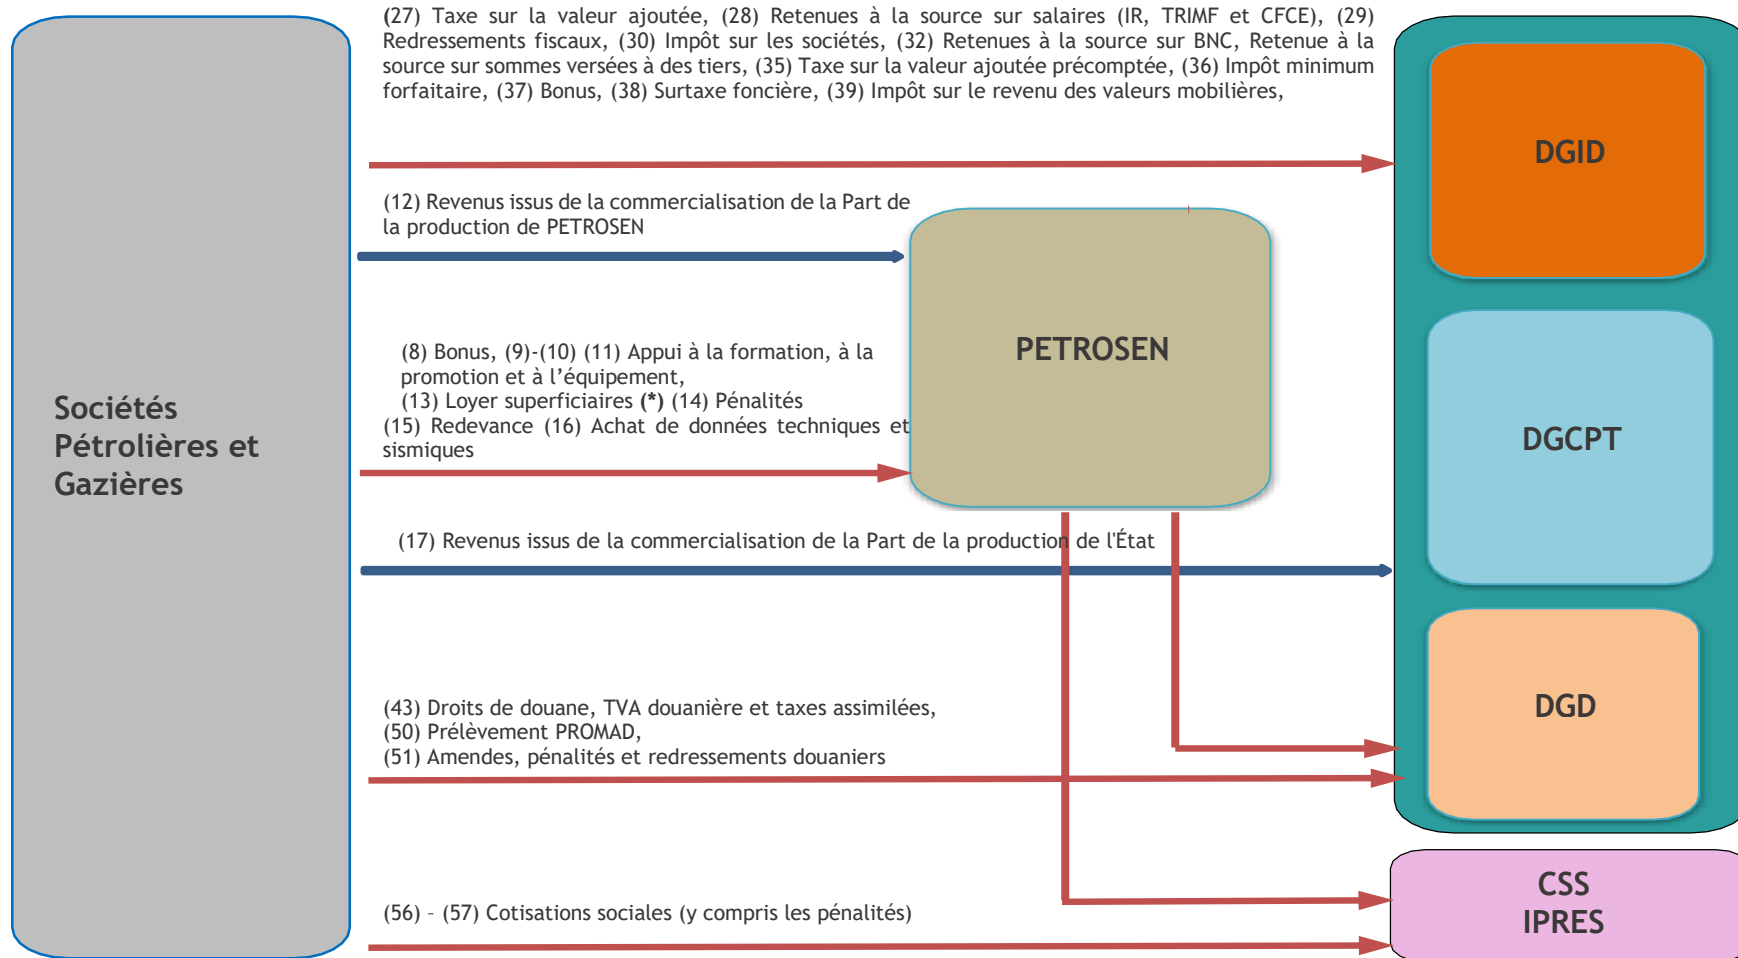 (27) Taxe sur la valeur ajoutée, (28) Retenues à la source sur salaires (IR, TRIMF et CFCE), (29)
Redressements fiscaux, (30) Impôt sur les sociétés, (32) Retenues à la source sur BNC, Retenue à la
source sur sommes versées à des tiers, (35) Taxe sur la valeur ajoutée précomptée, (36) Impôt minimum
forfaitaire, (37) Bonus, (38) Surtaxe foncière, (39) Impôt sur le revenu des valeurs mobilières,
DGID
(12) Revenus issus de la commercialisation de la Part de
la production de PETROSEN
PETROSEN
(8) Bonus, (9)-(10) (11) Appui à la formation, à la
promotion et à l’équipement,
(13) Loyer superficiaires (*) (14) Pénalités
(15) Redevance (16) Achat de données techniques et
sismiques
Sociétés
Pétrolières et
Gazières
DGCPT
(17) Revenus issus de la commercialisation de la Part de la production de l'État
(43) Droits de douane, TVA douanière et taxes assimilées,
(50) Prélèvement PROMAD,
(51) Amendes, pénalités et redressements douaniers
DGD
(56) – (57) Cotisations sociales (y compris les pénalités)
CSS
IPRES